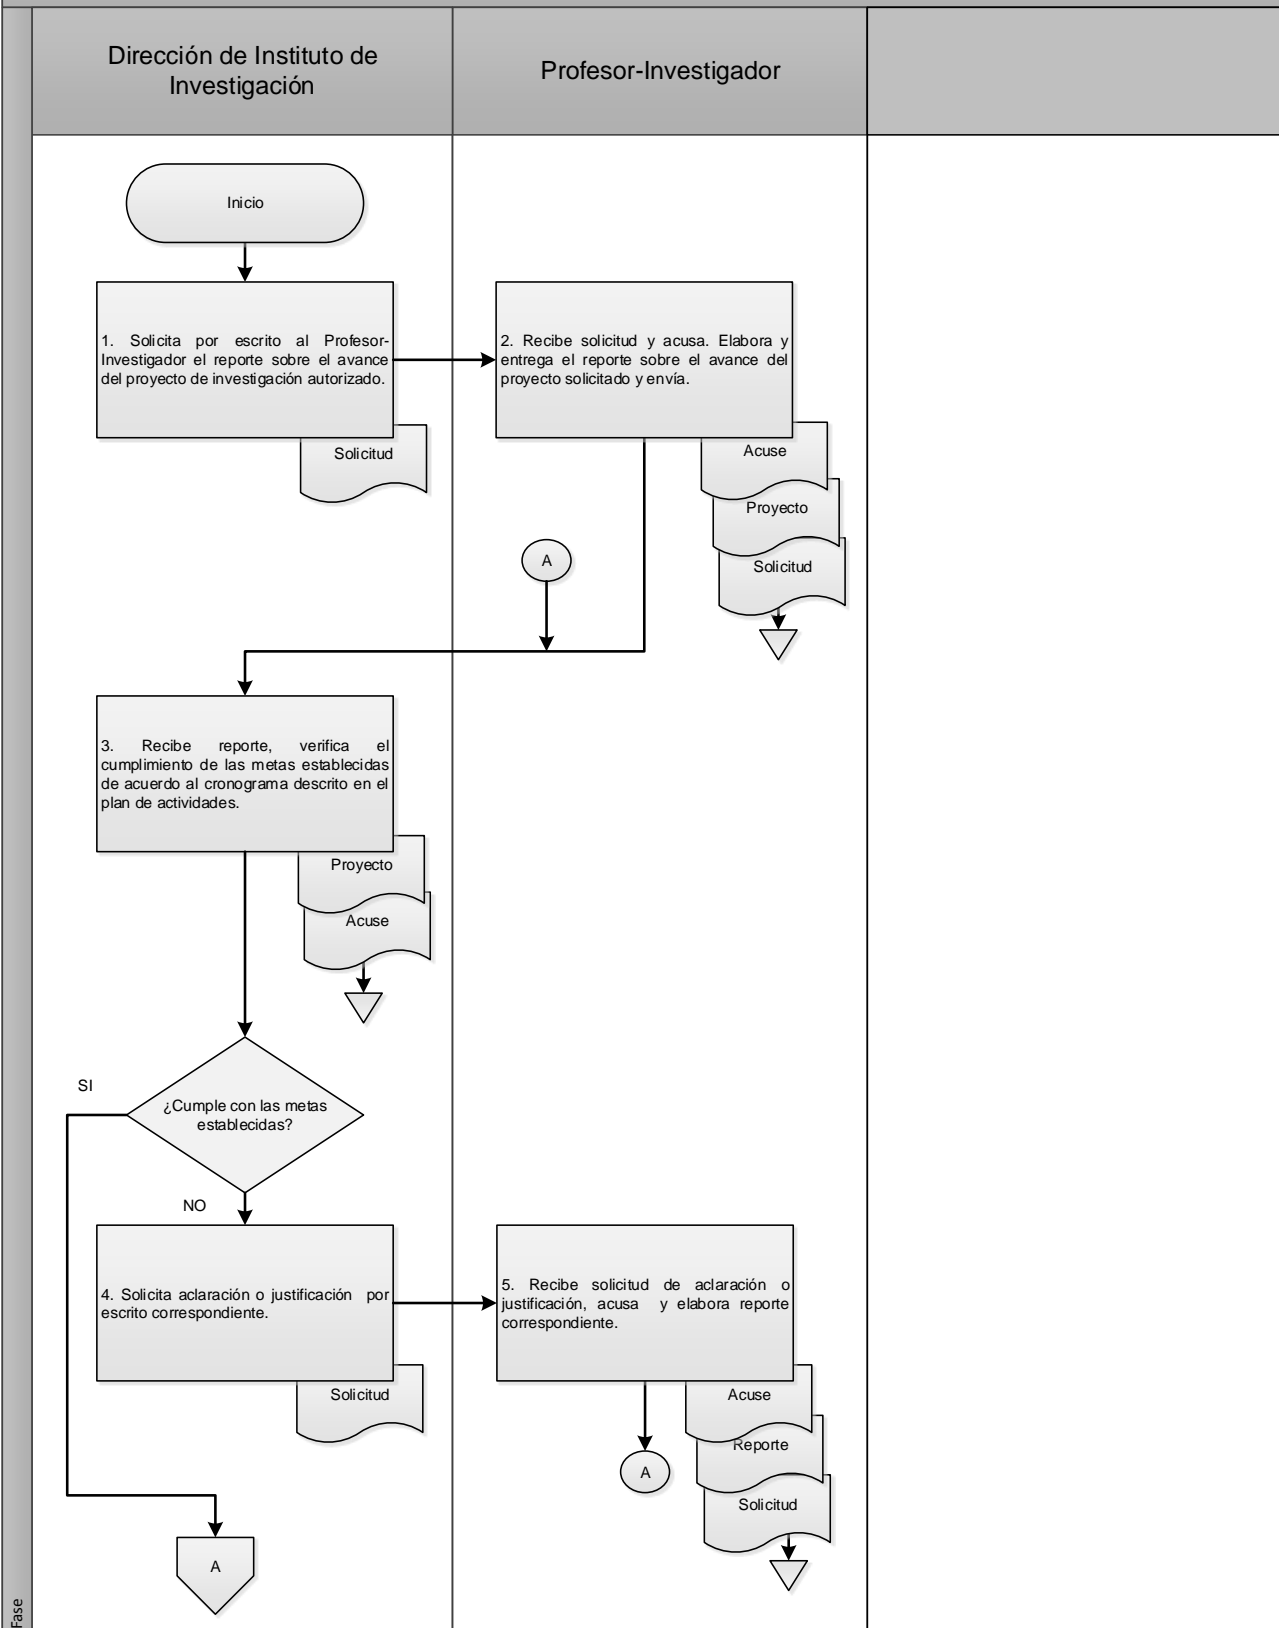 Dirección de Instituto de
Investigación
Profesor-Investigador
Inicio
1. Solicita por escrito al Profesor-
Investigador el reporte sobre el avance
del proyecto de investigación autorizado.
Solicitud
2. Recibe solicitud y acusa. Elabora y
entrega el reporte sobre el avance del
proyecto solicitado y envía.
Acuse
Proyecto
Solicitud
A
3. Recibe reporte, verifica el
cumplimiento de las metas establecidas
de acuerdo al cronograma descrito en el
plan de actividades.
Proyecto
Acuse
¿Cumple con las metas
establecidas?
SI
NO
4. Solicita aclaración o justificación por
escrito correspondiente.
Solicitud
5. Recibe solicitud de aclaración o
justificación, acusa y elabora reporte
correspondiente.
Acuse
Reporte
Solicitud
A
A
Fase